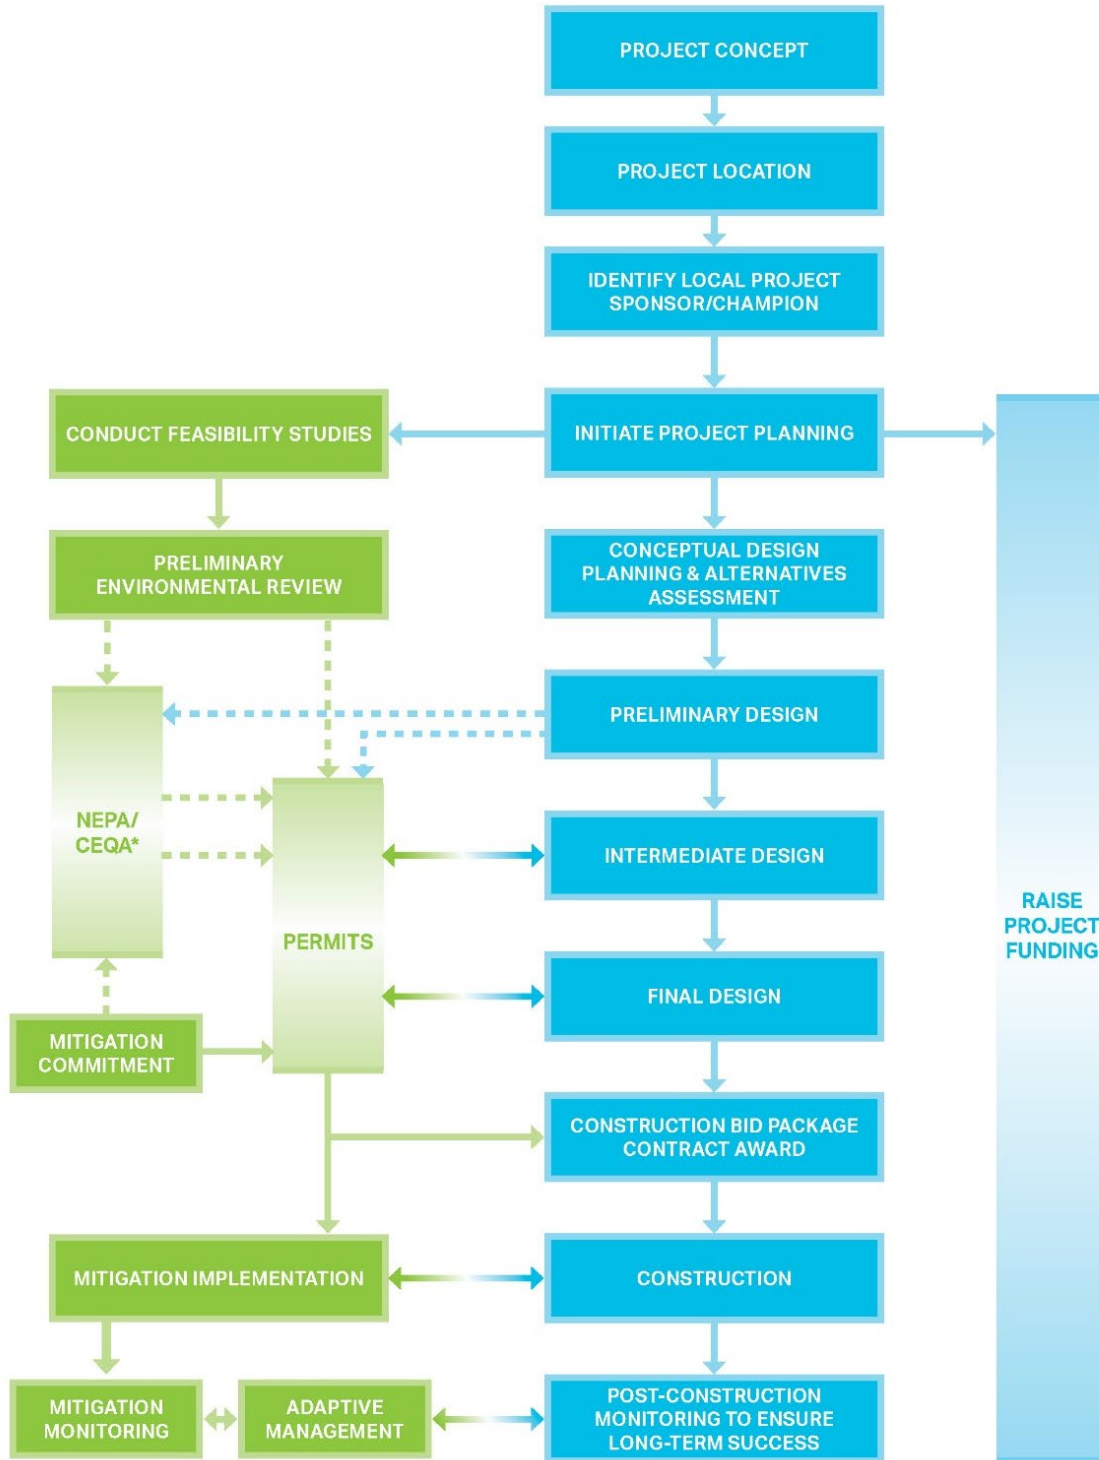 PROJECT CONCEPT
PROJECT LOCATION
IDENTIFY LOCAL PROJECT
SPONSOR/CHAMPION
CONDUCT FEASIBILITY STUDIES
INITIATE PROJECT PLANNING
PRELIMINARY
ENVIRONMENTAL REVIEW
CONCEPTUAL DESIGN
PLANNING & ALTERNATIVES
ASSESSMENT
PRELIMINARY DESIGN
NEPA/
CEQA*
INTERMEDIATE DESIGN
PERMITS
RAISE
PROJECT
FUNDING
FINAL DESIGN
MITIGATION
COMMITMENT
CONSTRUCTION BID PACKAGE
CONTRACT AWARD
MITIGATION IMPLEMENTATION
CONSTRUCTION
MITIGATION
MONITORING
ADAPTIVE
MANAGEMENT
POST-CONSTRUCTION
MONITORING TO ENSURE
LONG-TERM SUCCESS